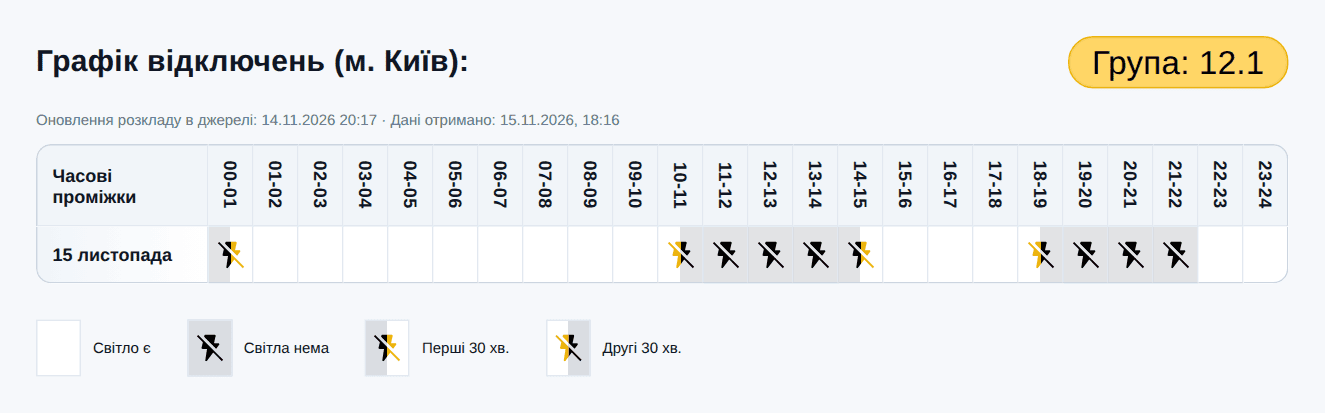 Графік відключень (м. Київ):
Група: 12.1
Оновлення розкладу в джерелі: 14.11.2026 20:17 · Дані отримано: 15.11.2026, 18:16
Часові
проміжки
00-01
01-02
02-03
03-04
04-05
05-06
06-07
07-08
08-09
09-10
10-11
11-12
12-13
13-14
14-15
15-16
16-17
17-18
18-19
19-20
20-21
21-22
22-23
23-24
15 листопада
Світло є
Світла нема
Перші 30 хв.
Другі 30 хв.